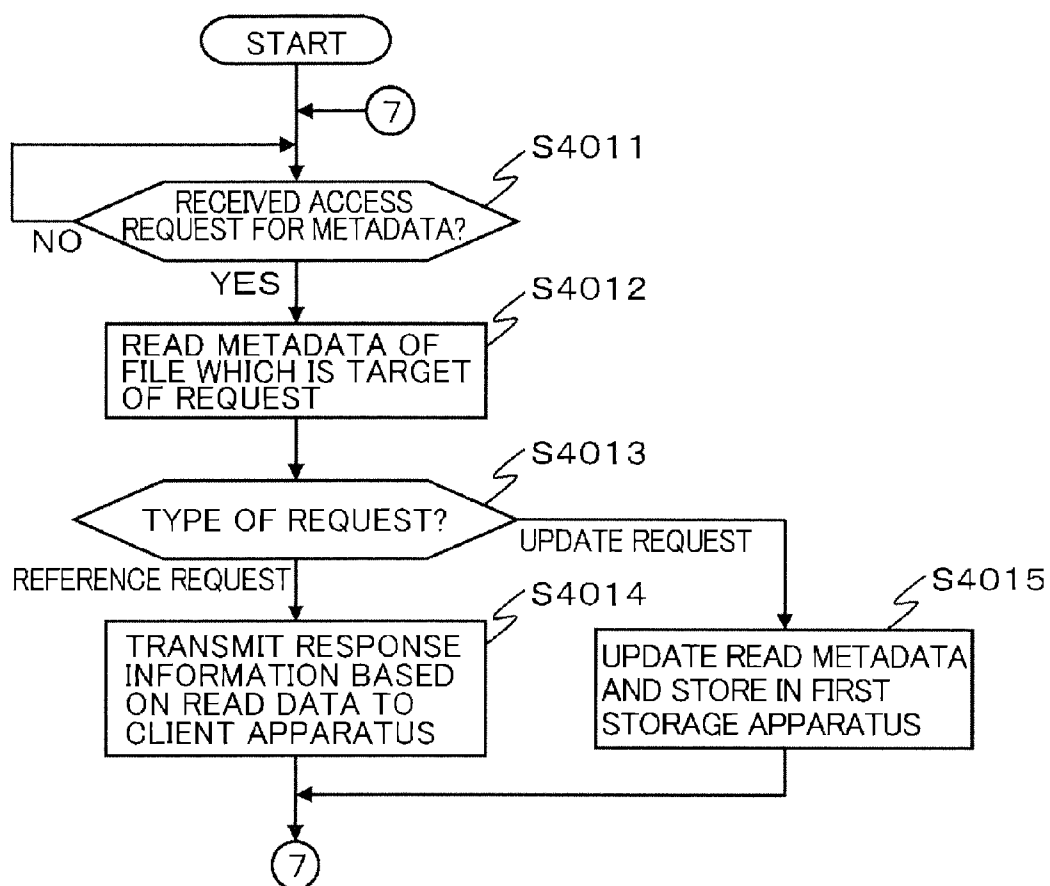 START
7
S4011
RECEIVED ACCESS
REQUEST FOR METADATA?
NO
YES
S4012
READ METADATA OF
FILE WHICH IS TARGET
OF REQUEST
S4013
TYPE OF REQUEST?
UPDATE REQUEST
REFERENCE REQUEST
S4014
S4015
TRANSMIT RESPONSE
INFORMATION BASED
ON READ DATA TO
CLIENT APPARATUS
UPDATE READ METADATA
AND STORE IN FIRST
STORAGE APPARATUS
7